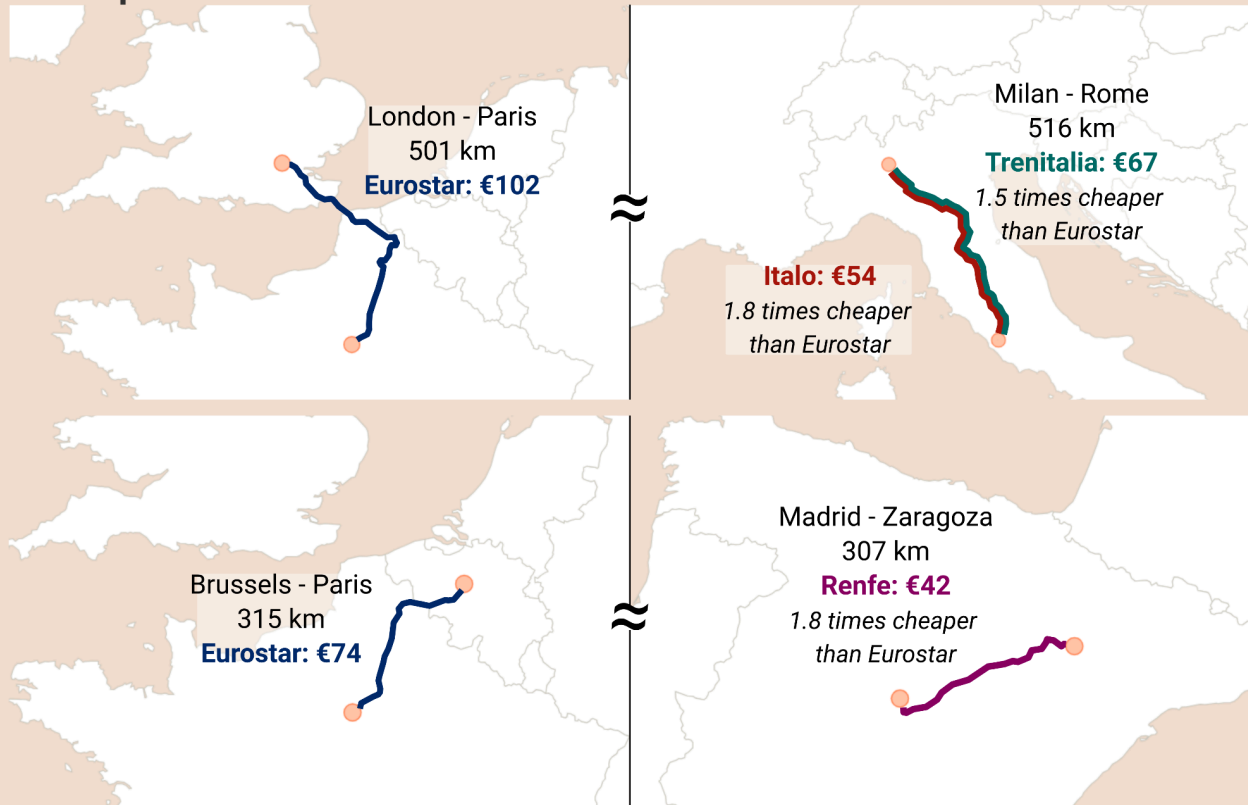 London - Paris
501 km
Eurostar: €102
≈
Milan - Rome
516 km
Trenitalia: €67
1.5 times cheaper
than Eurostar
Italo: €54
1.8 times cheaper
than Eurostar
Brussels - Paris
315 km
Eurostar: €74
≈
Madrid - Zaragoza
307 km
Renfe: €42
1.8 times cheaper
than Eurostar